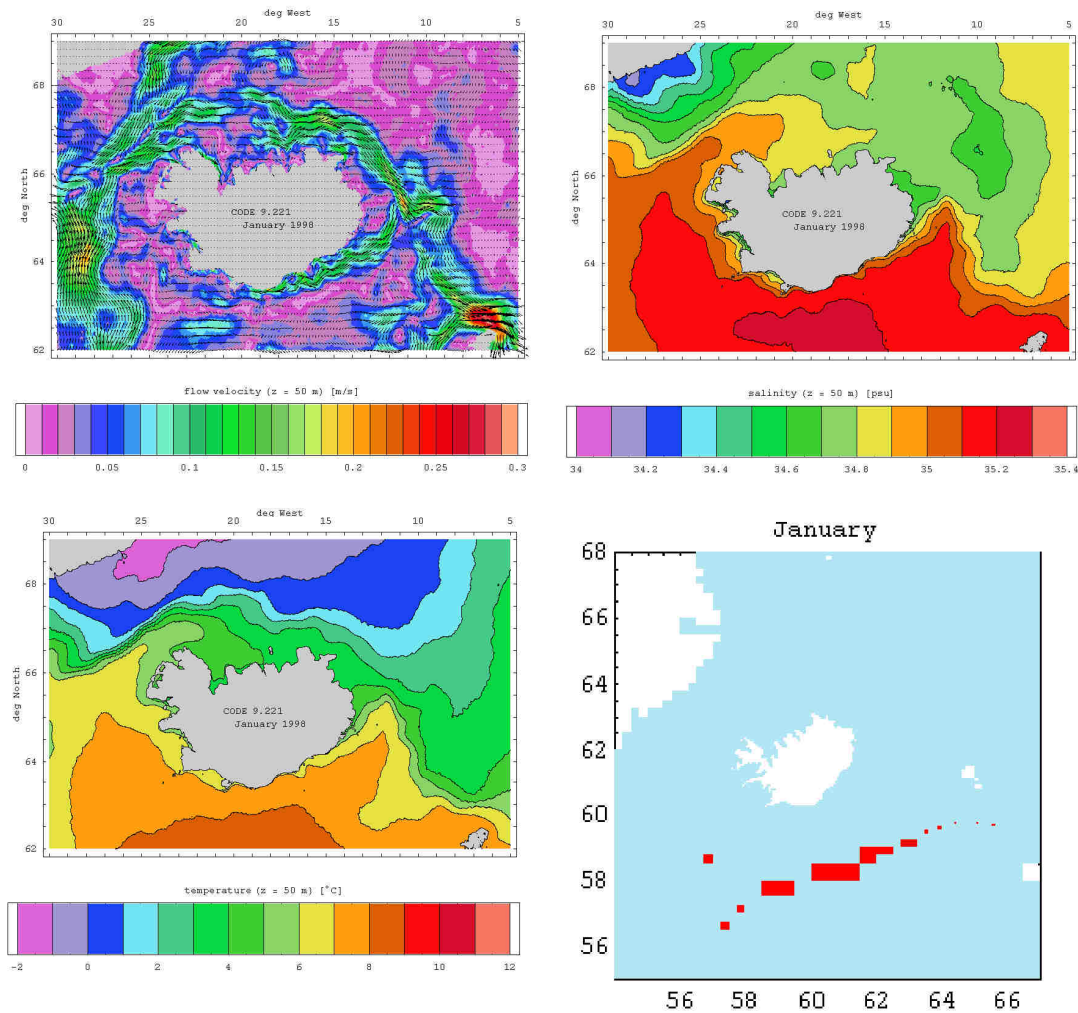 deg West
30 25 20 15 10 5
68
66
64
62
deg North
CODE 9.221
January 1998
flow velocity (z = 50 m) [m/s]
0 0.05 0.1 0.15 0.2 0.25 0.3
deg West
30 25 20 15 10 5
68
66
64
62
deg North
CODE 9.221
January 1998
salinity (z = 50 m) [psu]
34 34.2 34.4 34.6 34.8 35 35.2 35.4
deg West
30 25 20 15 10 5
68
66
64
62
deg North
CODE 9.221
January 1998
temperature (z = 50 m) [°C]
-2 0 2 4 6 8 10 12
January
68
66
64
62
60
58
56
56 58 60 62 64 66